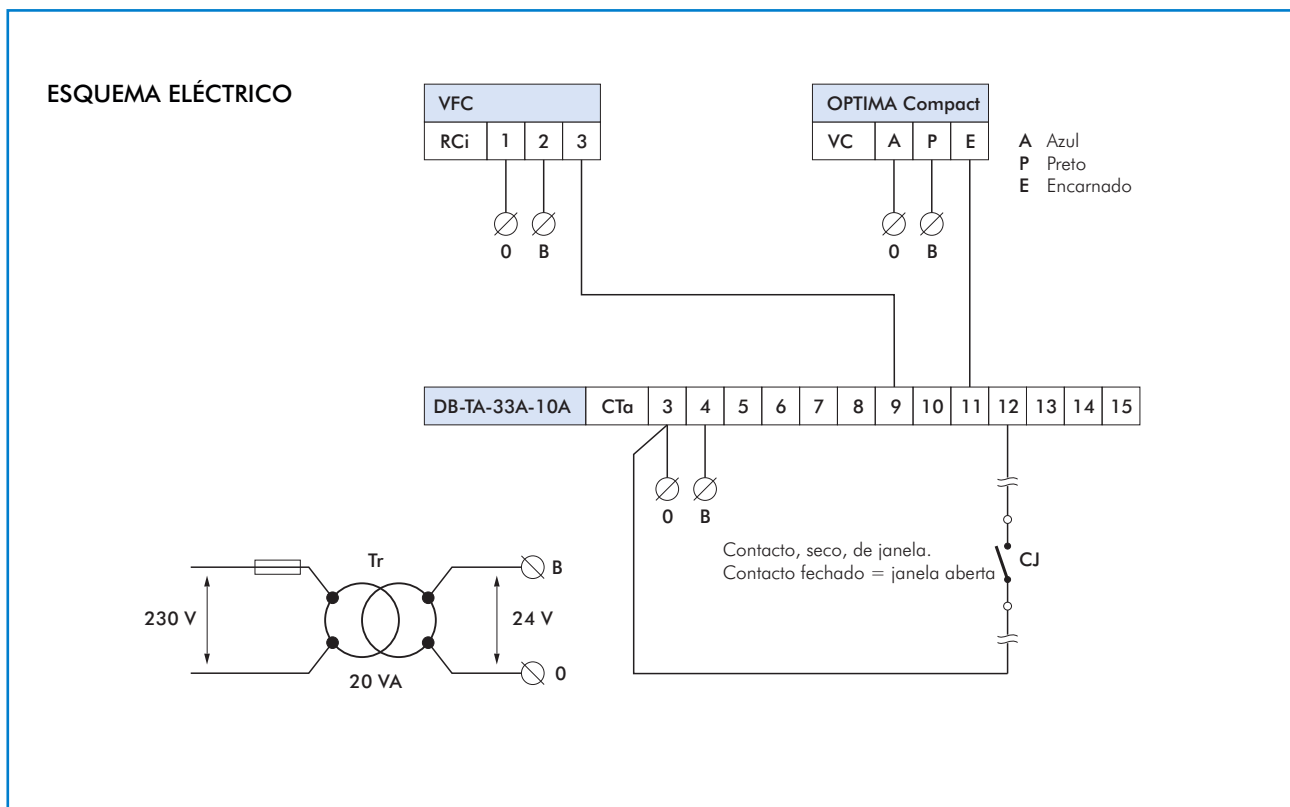 ESQUEMA ELÉCTRICO
VFC
RCi 1 2 3
0 B
OPTIMA Compact
VC A P E
A Azul
P Preto
E Encarnado
0 B
DB-TA-33A-10A CTa 3 4 5 6 7 8 9 10 11 12 13 14 15
0 B
Contacto, seco, de janela.
Contacto fechado = janela aberta
CJ
Tr
B
230 V
24 V
0
20 VA